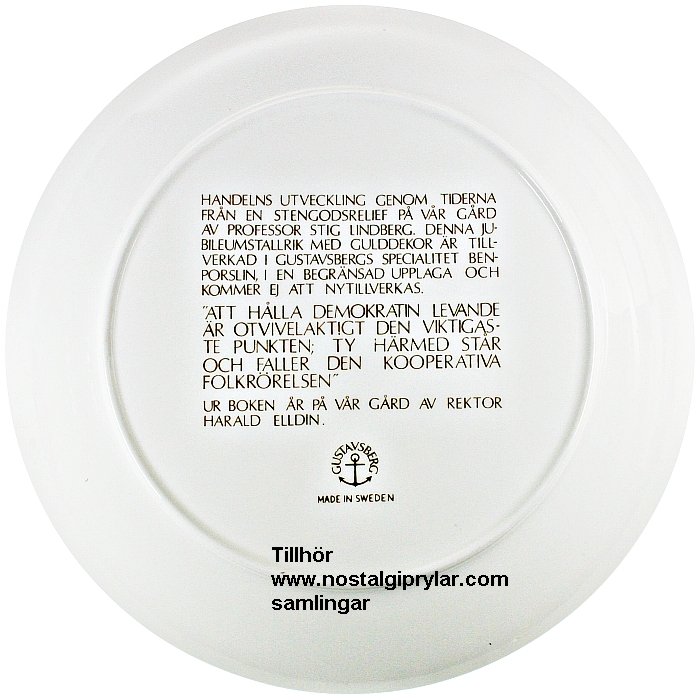 HANDELNS UTVECKLING GENOM TIDERNA
FRÅN EN STENGODSRELIEF PÅ VÅR GÅRD
AV PROFESSOR STIG LINDBERG. DENNA JU-
BILEUMSTALLRIK MED GULDDEKOR ÄR TILL-
VERKAD I GUSTAVSBERGS SPECIALITET BEN-
PORSLIN, I EN BEGRÄNSAD UPPLAGA OCH
KOMMER EJ ATT NYTILLVERKAS.
"ATT HÅLLA DEMOKRATIN LEVANDE
ÄR OTVIVELAKTIGT DEN VIKTIGAS-
TE PUNKTEN; TY HÄRMED STÅR
OCH FALLER DEN KOOPERATIVA
FOLKRÖRELSEN"
UR BOKEN ÅR PÅ VÅR GÅRD AV REKTOR
HARALD ELLDIN.
GUSTAVSBERG
MADE IN SWEDEN
Tillhör
www.nostalgiprylar.com
samlingar